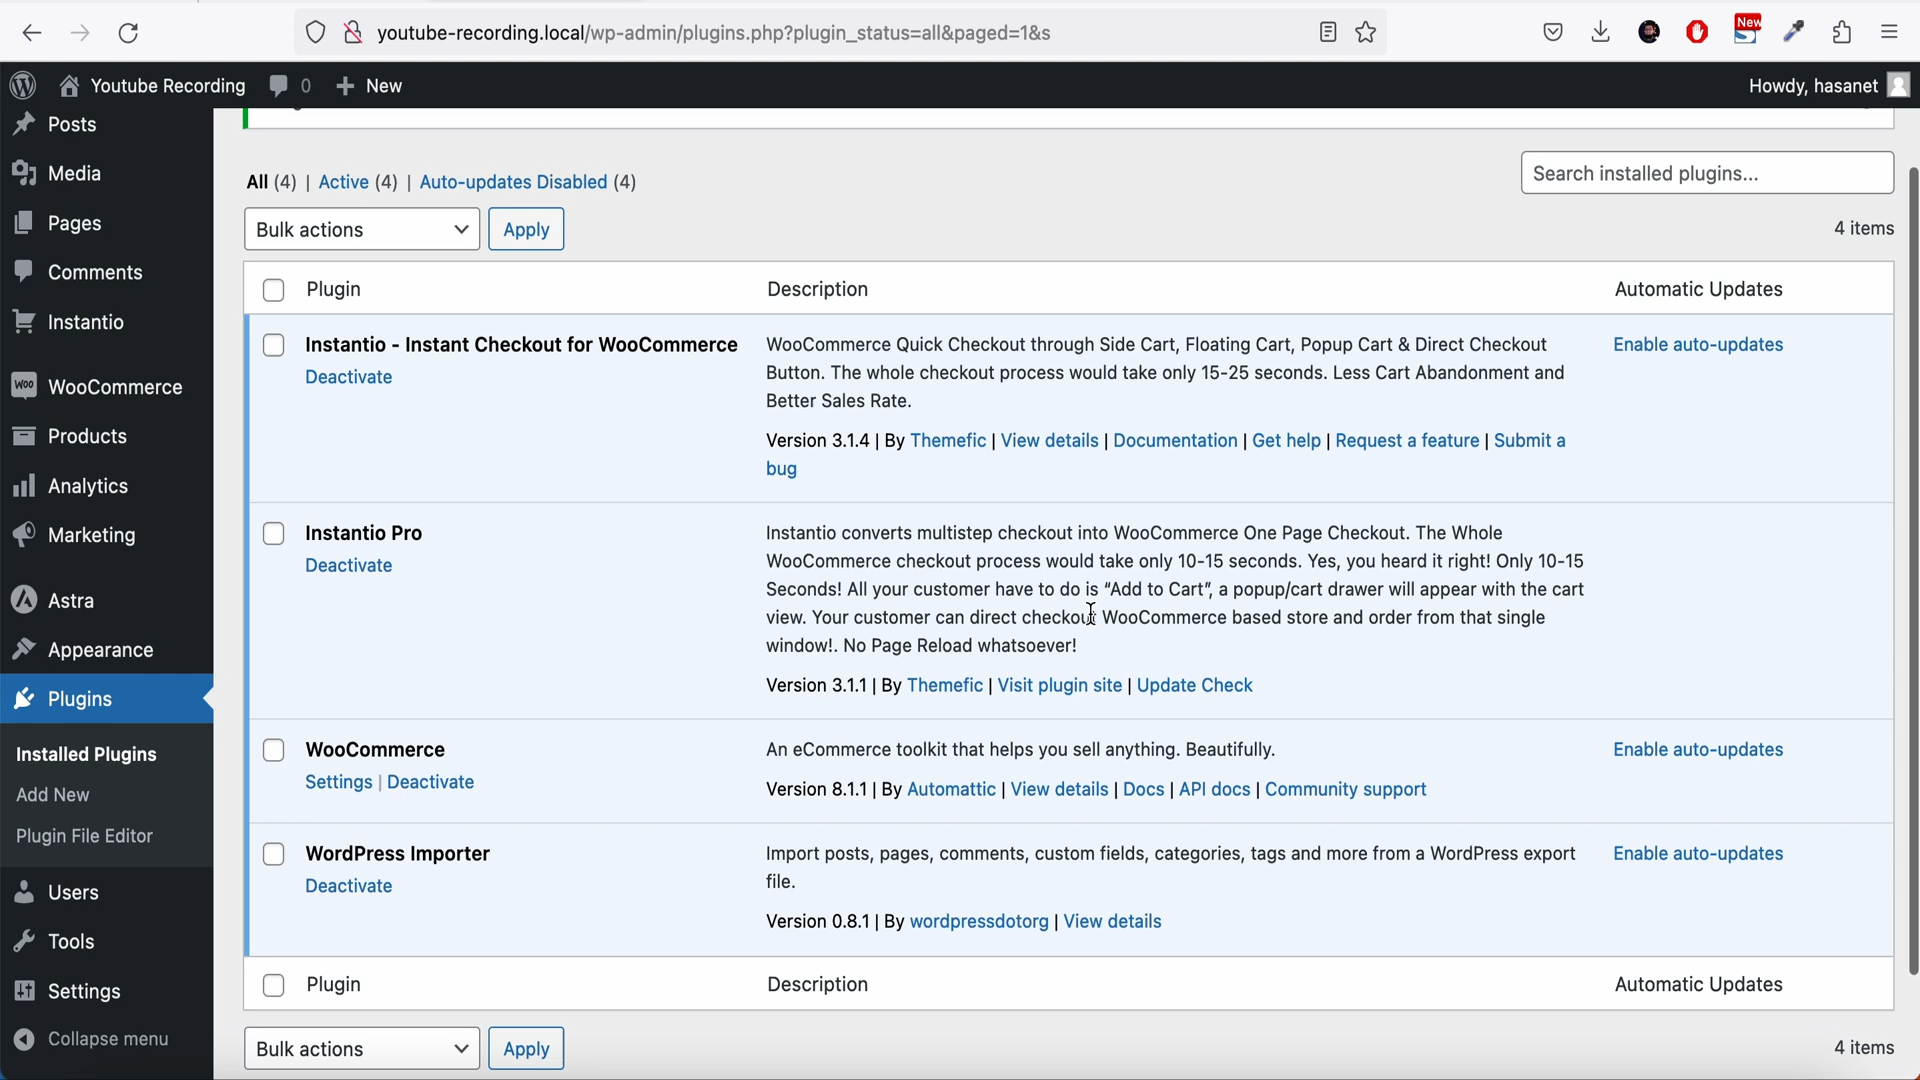 youtube-recording.local/wp-admin/plugins.php?plugin_status=all&paged=1&s
New
Youtube Recording 0 + New
Howdy, hasanet
Posts
Media
Pages
Comments
Instantio
WooCommerce
Products
Analytics
Marketing
Astra
Appearance
Plugins
Installed Plugins
Add New
Plugin File Editor
Users
Tools
Settings
Collapse menu
All (4) | Active (4) | Auto-updates Disabled (4)
Search installed plugins...
Bulk actions Apply
4 items
Plugin Description Automatic Updates
Instantio - Instant Checkout for WooCommerce
Deactivate
WooCommerce Quick Checkout through Side Cart, Floating Cart, Popup Cart & Direct Checkout
Button. The whole checkout process would take only 15-25 seconds. Less Cart Abandonment and
Better Sales Rate.
Version 3.1.4 | By Themefic | View details | Documentation | Get help | Request a feature | Submit a
bug
Enable auto-updates
Instantio Pro
Deactivate
Instantio converts multistep checkout into WooCommerce One Page Checkout. The Whole
WooCommerce checkout process would take only 10-15 seconds. Yes, you heard it right! Only 10-15
Seconds! All your customer have to do is “Add to Cart”, a popup/cart drawer will appear with the cart
view. Your customer can direct checkout WooCommerce based store and order from that single
window!. No Page Reload whatsoever!
Version 3.1.1 | By Themefic | Visit plugin site | Update Check
WooCommerce
Settings | Deactivate
An eCommerce toolkit that helps you sell anything. Beautifully.
Version 8.1.1 | By Automattic | View details | Docs | API docs | Community support
Enable auto-updates
WordPress Importer
Deactivate
Import posts, pages, comments, custom fields, categories, tags and more from a WordPress export
file.
Version 0.8.1 | By wordpressdotorg | View details
Enable auto-updates
Plugin Description Automatic Updates
Bulk actions Apply
4 items